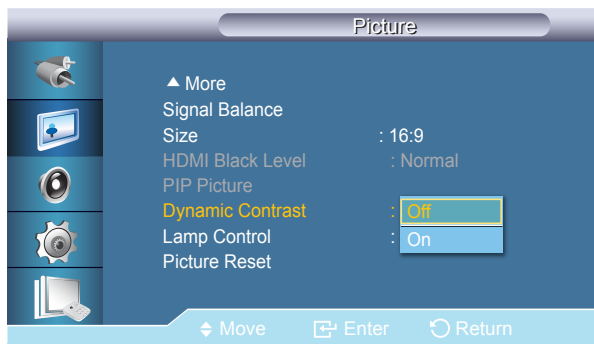 Picture
▲ More
Signal Balance
Size : 16:9
HDMI Black Level : Normal
PIP Picture
Dynamic Contrast : Off
Lamp Control : On
Picture Reset
Move Enter Return